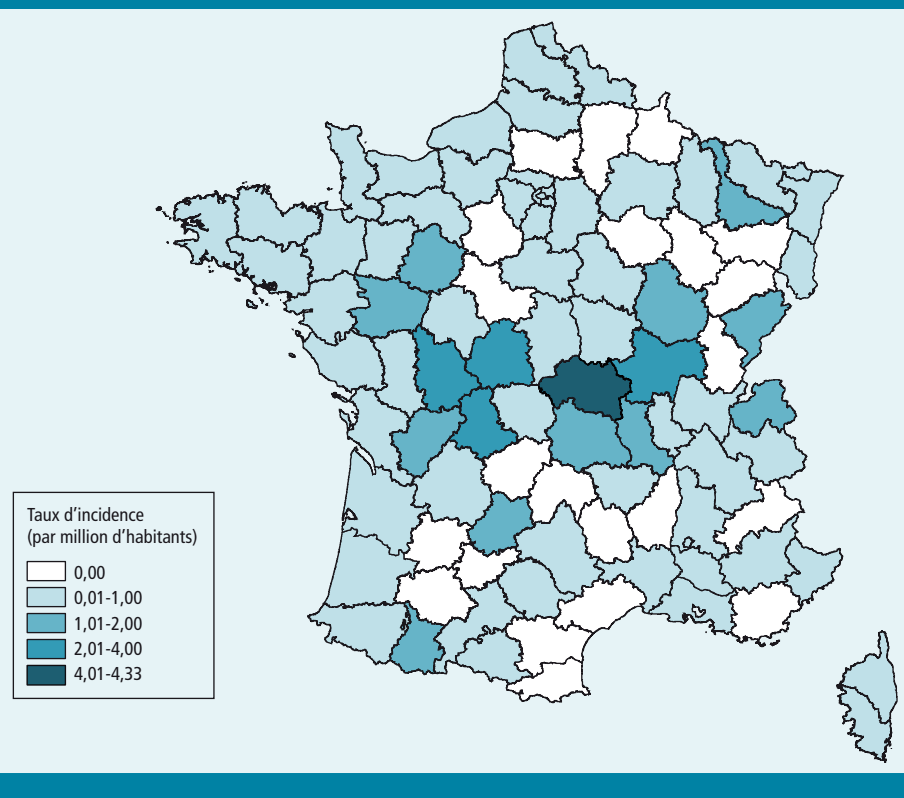 Taux d'incidence
(par million d'habitants)
0,00
0,01-1,00
1,01-2,00
2,01-4,00
4,01-4,33